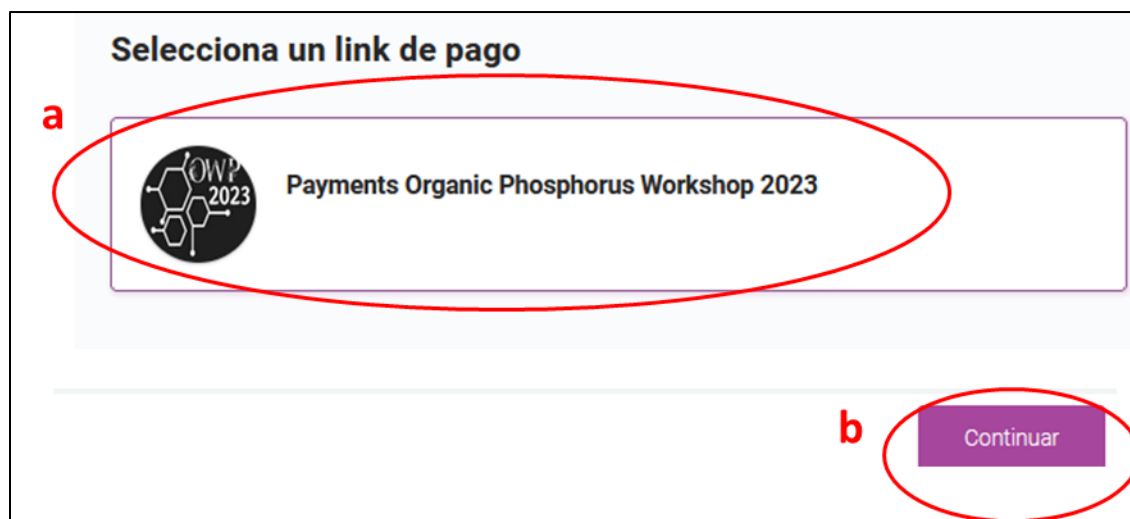 Selecciona un link de pago
a
OWP
2023
Payments Organic Phosphorus Workshop 2023
b
Continuar